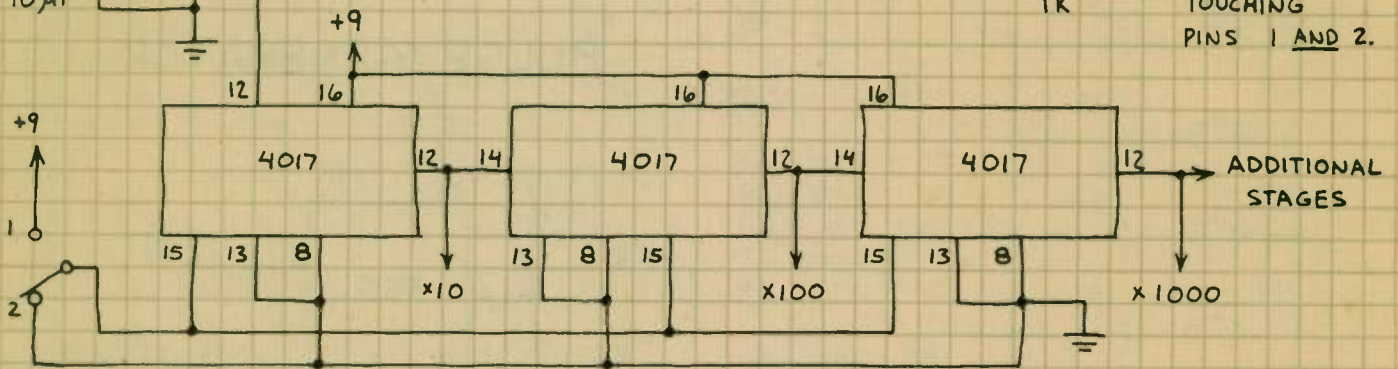 10µF
1K
TOUCHING
PINS 1 AND 2.
+9
12 16 16 16
+9
4017 12 14 4017 12 14 4017 12 ADDITIONAL
STAGES
1
15 13 8 13 8 15 15 13 8
x10 x100 x1000
2